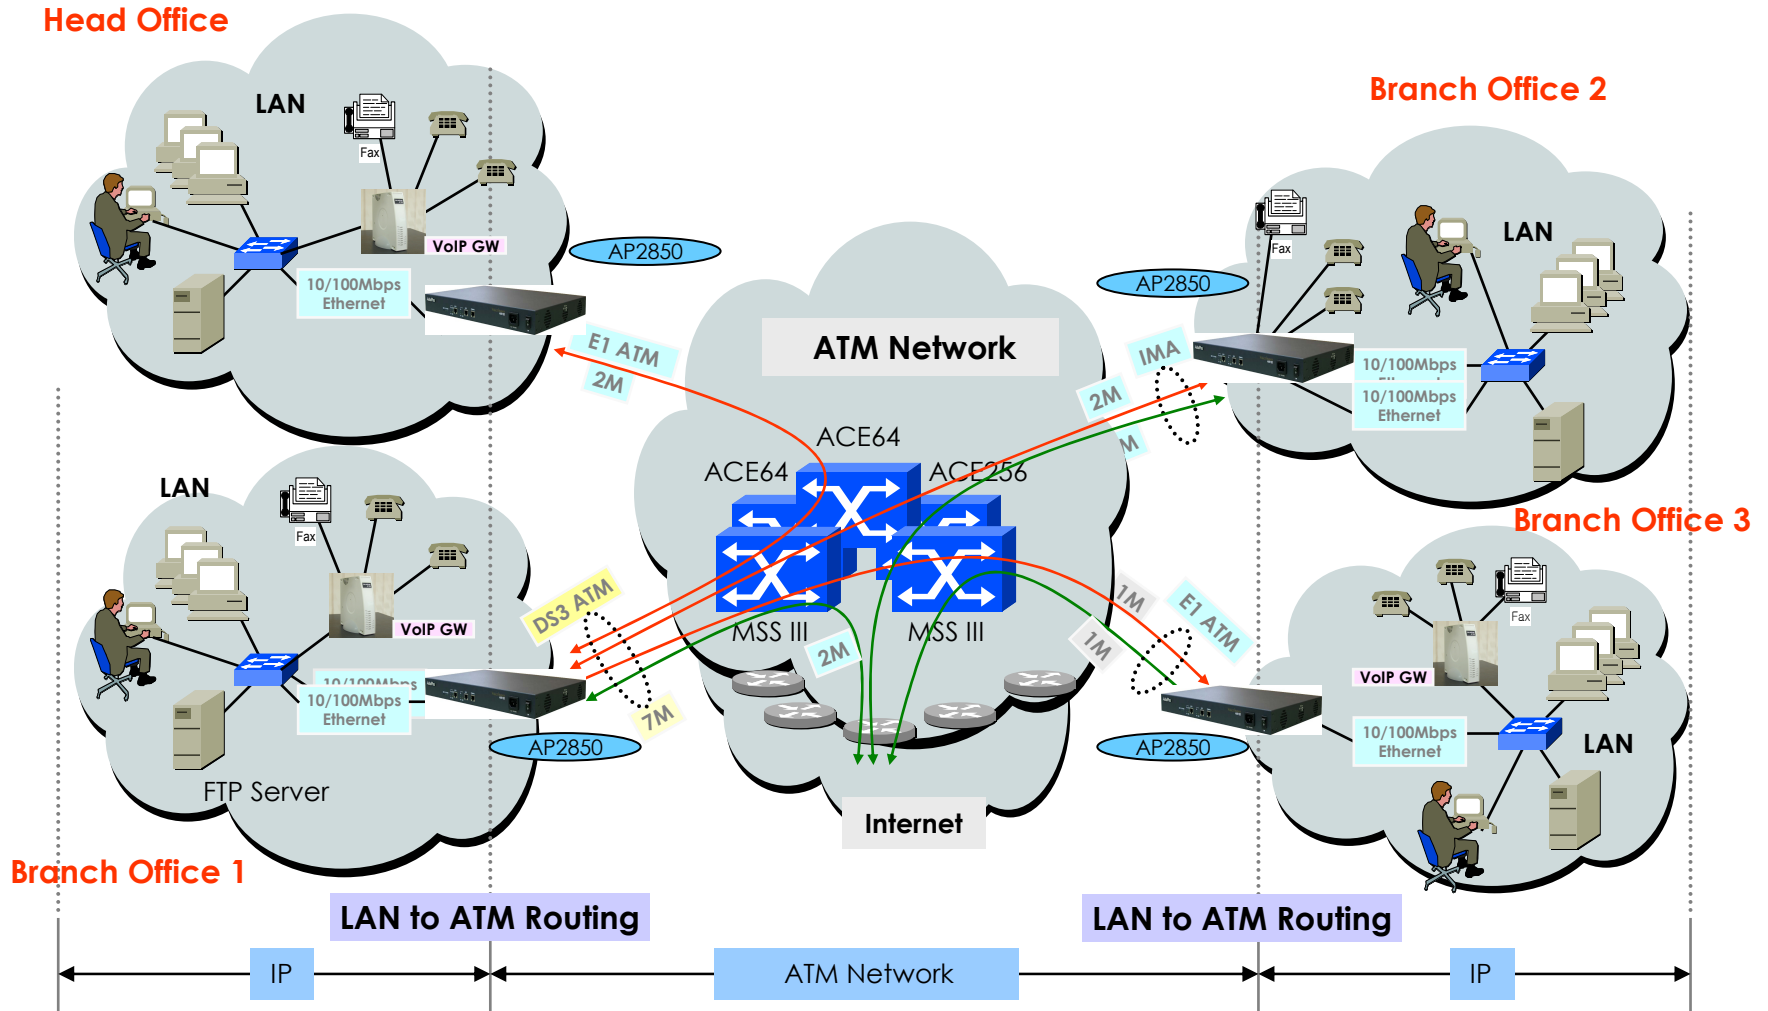 Head Office
LAN
Fax
VoIP GW
10/100Mbps
Ethernet
AP2850
E1 ATM
2M
Branch Office 2
Fax
LAN
AP2850
IMA
2M
M
10/100Mbps
10/100Mbps
Ethernet
ATM Network
ACE64
ACE64
ACE256
MSS III
MSS III
LAN
Fax
VoIP GW
10/100Mbps
10/100Mbps
Ethernet
FTP Server
AP2850
DS3 ATM
7M
2M
Branch Office 1
Branch Office 3
1M
1M
E1 ATM
Fax
VoIP GW
10/100Mbps
Ethernet
LAN
AP2850
Internet
LAN to ATM Routing
LAN to ATM Routing
IP
ATM Network
IP